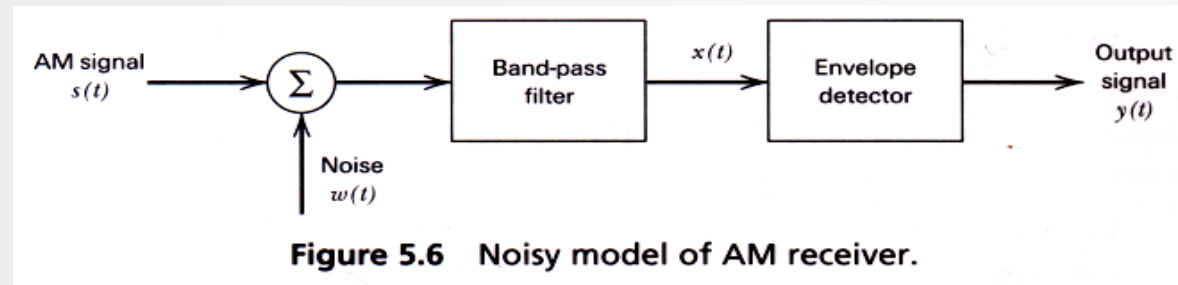 AM signal
s(t)
Σ
Noise
w(t)
Band-pass
filter
x(t)
Envelope
detector
Output
signal
y(t)
Figure 5.6 Noisy model of AM receiver.